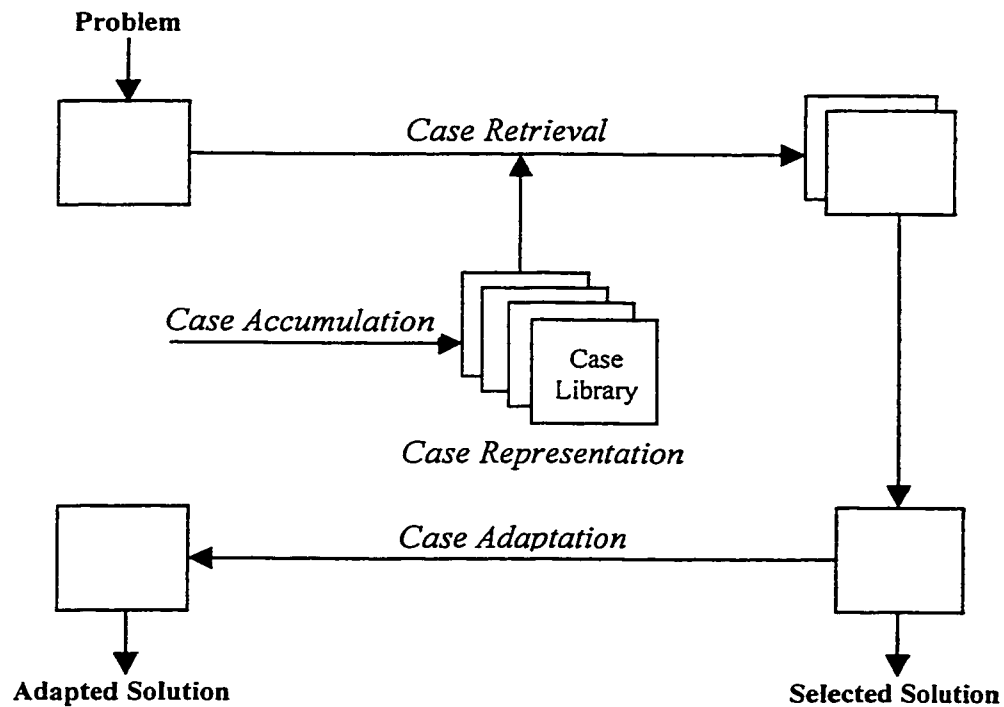 Problem
Case Retrieval
Case Accumulation
Case
Library
Case Representation
Case Adaptation
Adapted Solution
Selected Solution